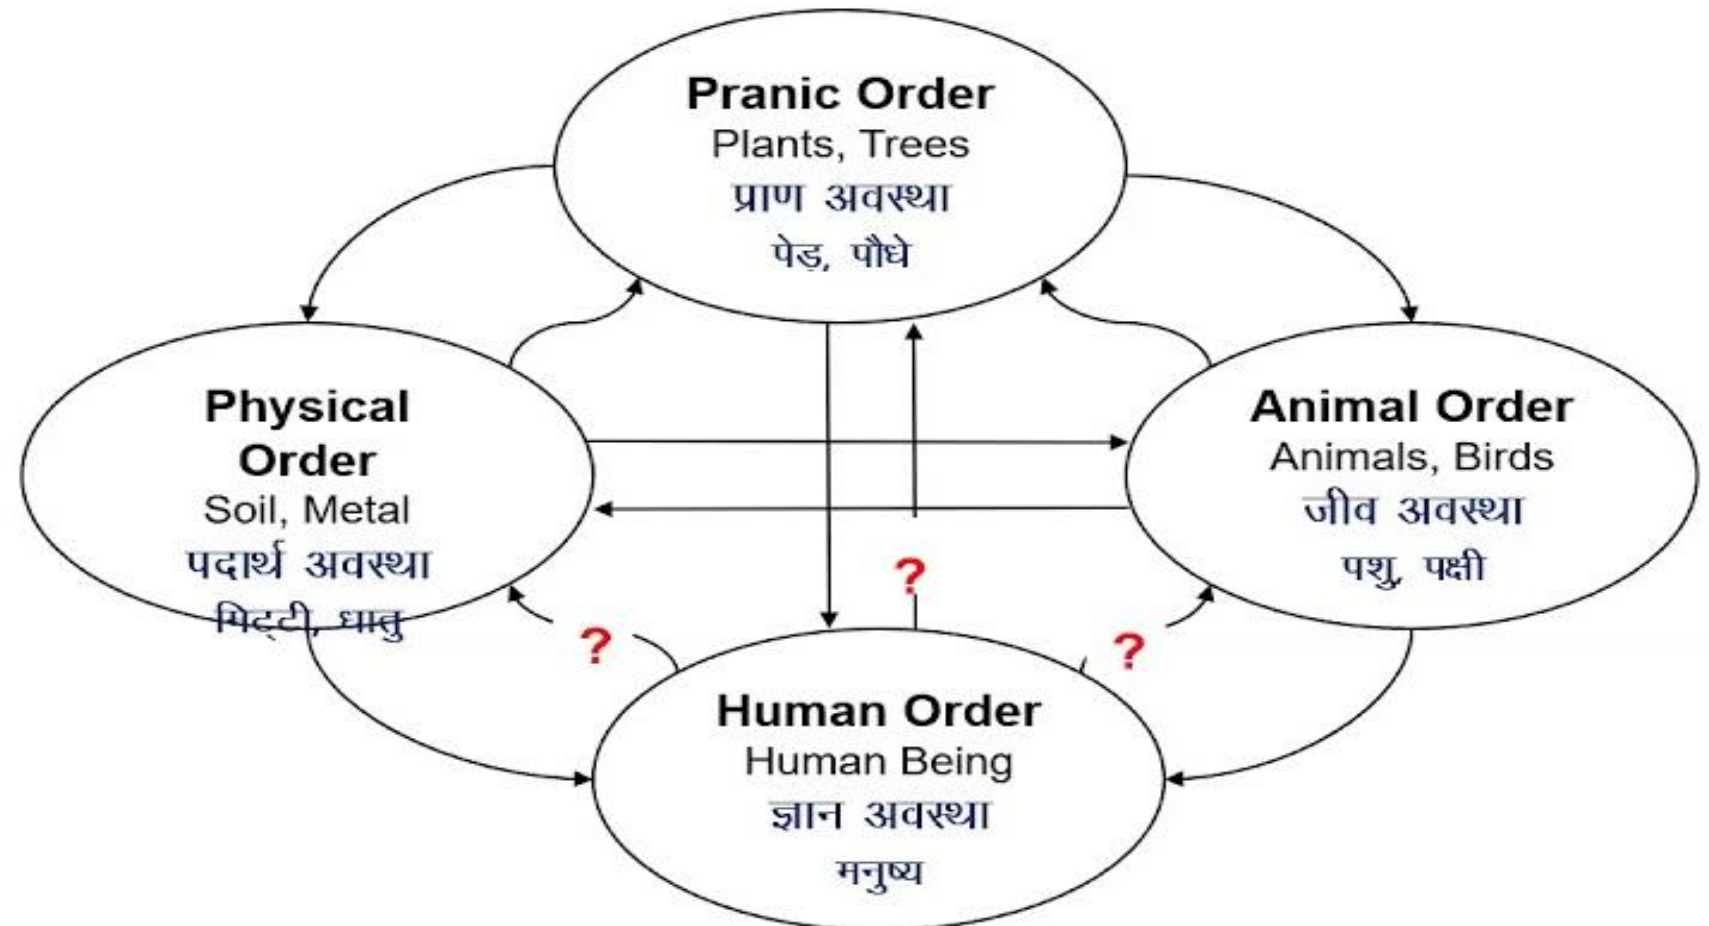 Pranic Order
Plants, Trees
प्राण अवस्था
पेड़, पौधे
Physical
Order
Soil, Metal
पदार्थ अवस्था
मिट्टी, धातु
Animal Order
Animals, Birds
जीव अवस्था
पशु, पक्षी
?
?
?
Human Order
Human Being
ज्ञान अवस्था
मनुष्य